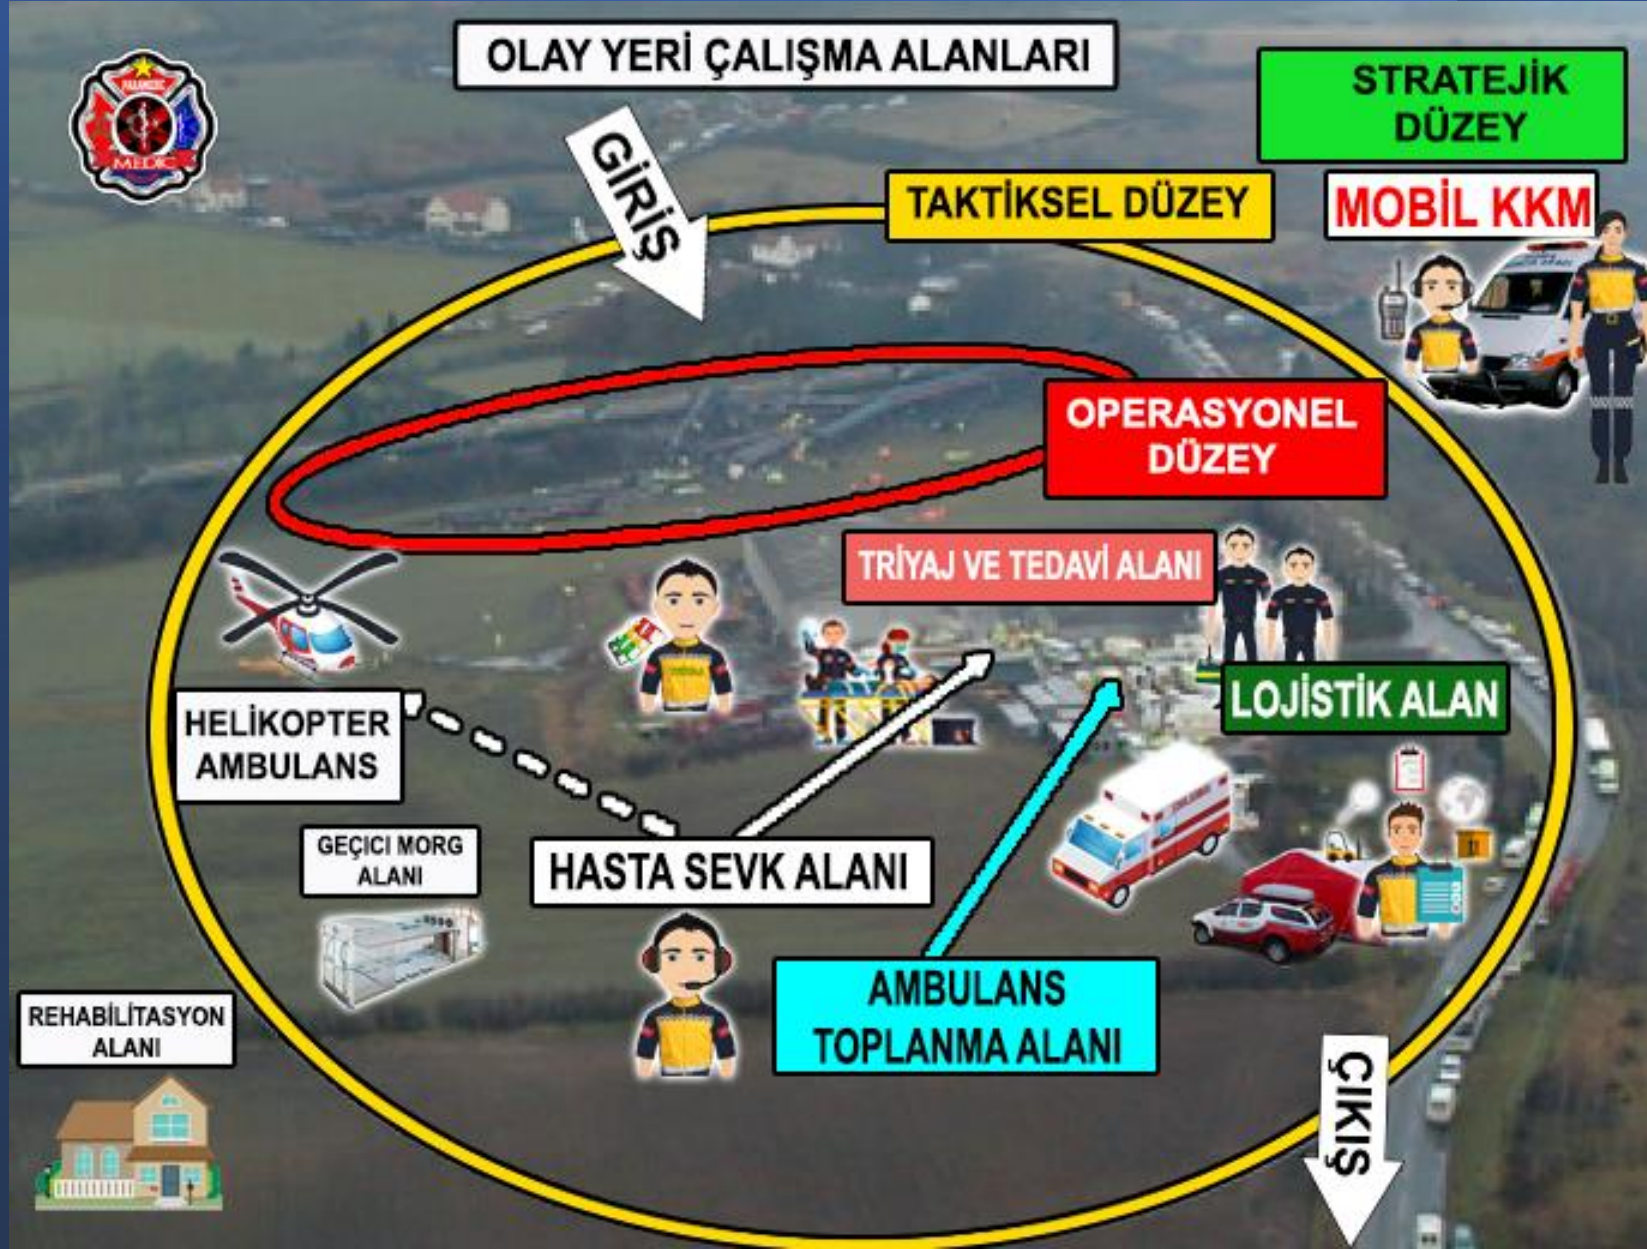 OLAY YERİ ÇALIŞMA ALANLARI
STRATEJİK
DÜZEY
PARAMEDIC
MEDIC
GİRİŞ
TAKTİKSEL DÜZEY
MOBİL KKM
OPERASYONEL
DÜZEY
TRİYAJ VE TEDAVİ ALANI
LOJİSTİK ALAN
HELİKOPTER
AMBULANS
GEÇİCİ MORG
ALANI
HASTA SEVK ALANI
AMBULANS
TOPLANMA ALANI
REHABİLİTASYON
ALANI
ÇIKIŞ